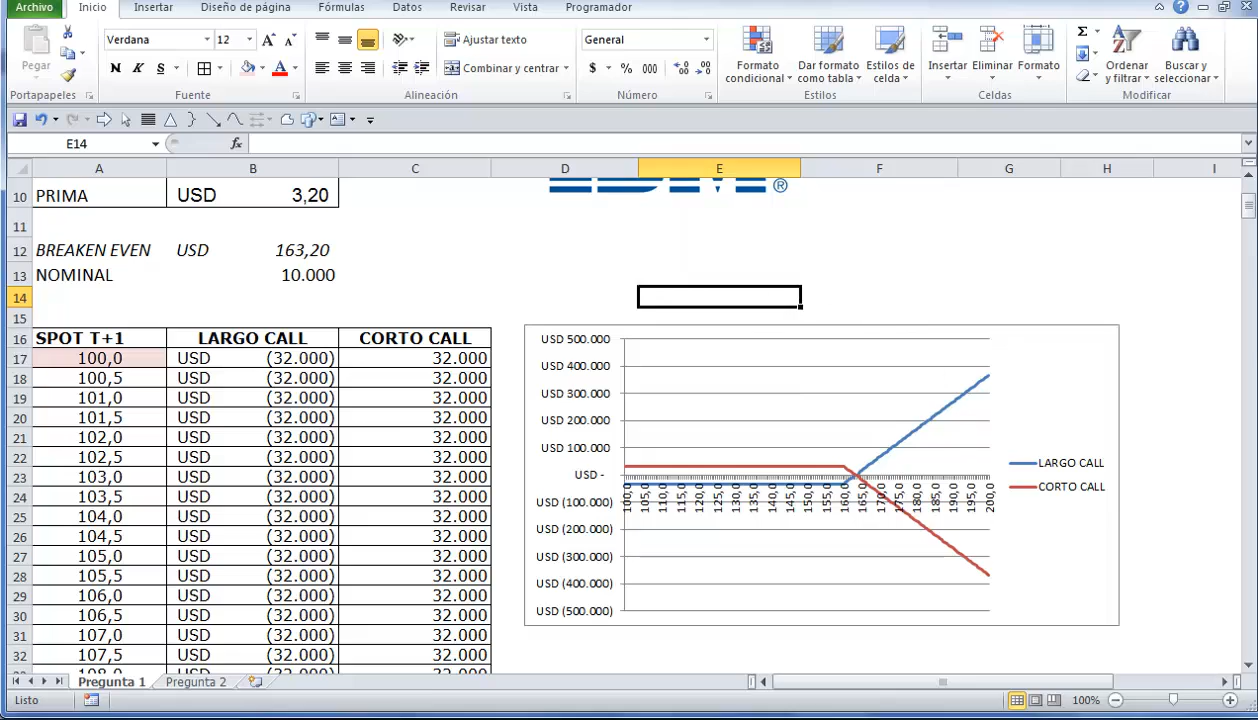 Archivo Inicio Insertar Diseño de página Fórmulas Datos Revisar Vista Programador
Verdana 12 Ajustar texto General
Pegar N K S Combinar y centrar $ % 000 Formato condicional Dar formato como tabla Estilos de celda Insertar Eliminar Formato Ordenar y filtrar Buscar y seleccionar
Portapapeles Fuente Alineación Número Estilos Celdas Modificar
E14 fx
A B C D E F G H I
10 PRIMA USD 3,20
11
12 BREAKEN EVEN USD 163,20
13 NOMINAL 10.000
14
15
16 SPOT T+1 LARGO CALL CORTO CALL
17 100,0 USD (32.000) 32.000
18 100,5 USD (32.000) 32.000
19 101,0 USD (32.000) 32.000
20 101,5 USD (32.000) 32.000
21 102,0 USD (32.000) 32.000
22 102,5 USD (32.000) 32.000
23 103,0 USD (32.000) 32.000
24 103,5 USD (32.000) 32.000
25 104,0 USD (32.000) 32.000
26 104,5 USD (32.000) 32.000
27 105,0 USD (32.000) 32.000
28 105,5 USD (32.000) 32.000
29 106,0 USD (32.000) 32.000
30 106,5 USD (32.000) 32.000
31 107,0 USD (32.000) 32.000
32 107,5 USD (32.000) 32.000
USD 500.000
USD 400.000
USD 300.000
USD 200.000
USD 100.000
USD -
USD (100.000)
USD (200.000)
USD (300.000)
USD (400.000)
USD (500.000)
100,0 105,0 110,0 115,0 120,0 125,0 130,0 135,0 140,0 145,0 150,0 155,0 160,0 165,0 170,0 175,0 180,0 185,0 190,0 195,0 200,0
LARGO CALL
CORTO CALL
Pregunta 1 Pregunta 2
Listo 100%